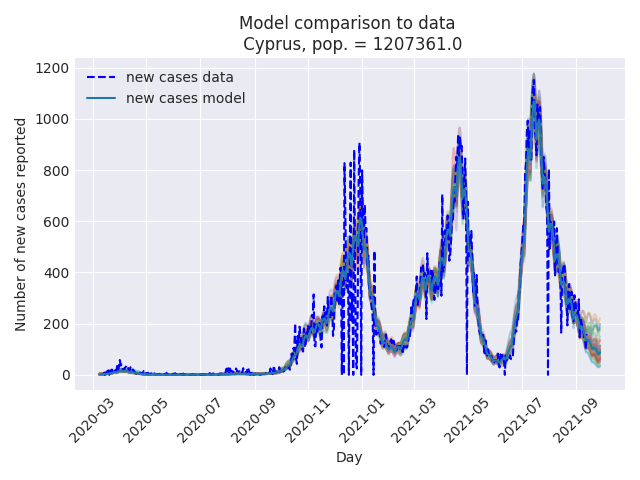 Model comparison to data
Cyprus, pop. = 1207361.0
new cases data
new cases model
1200
1000
800
600
400
200
0
Number of new cases reported
2020-03
2020-05
2020-07
2020-09
2020-11
2021-01
2021-03
2021-05
2021-07
2021-09
Day